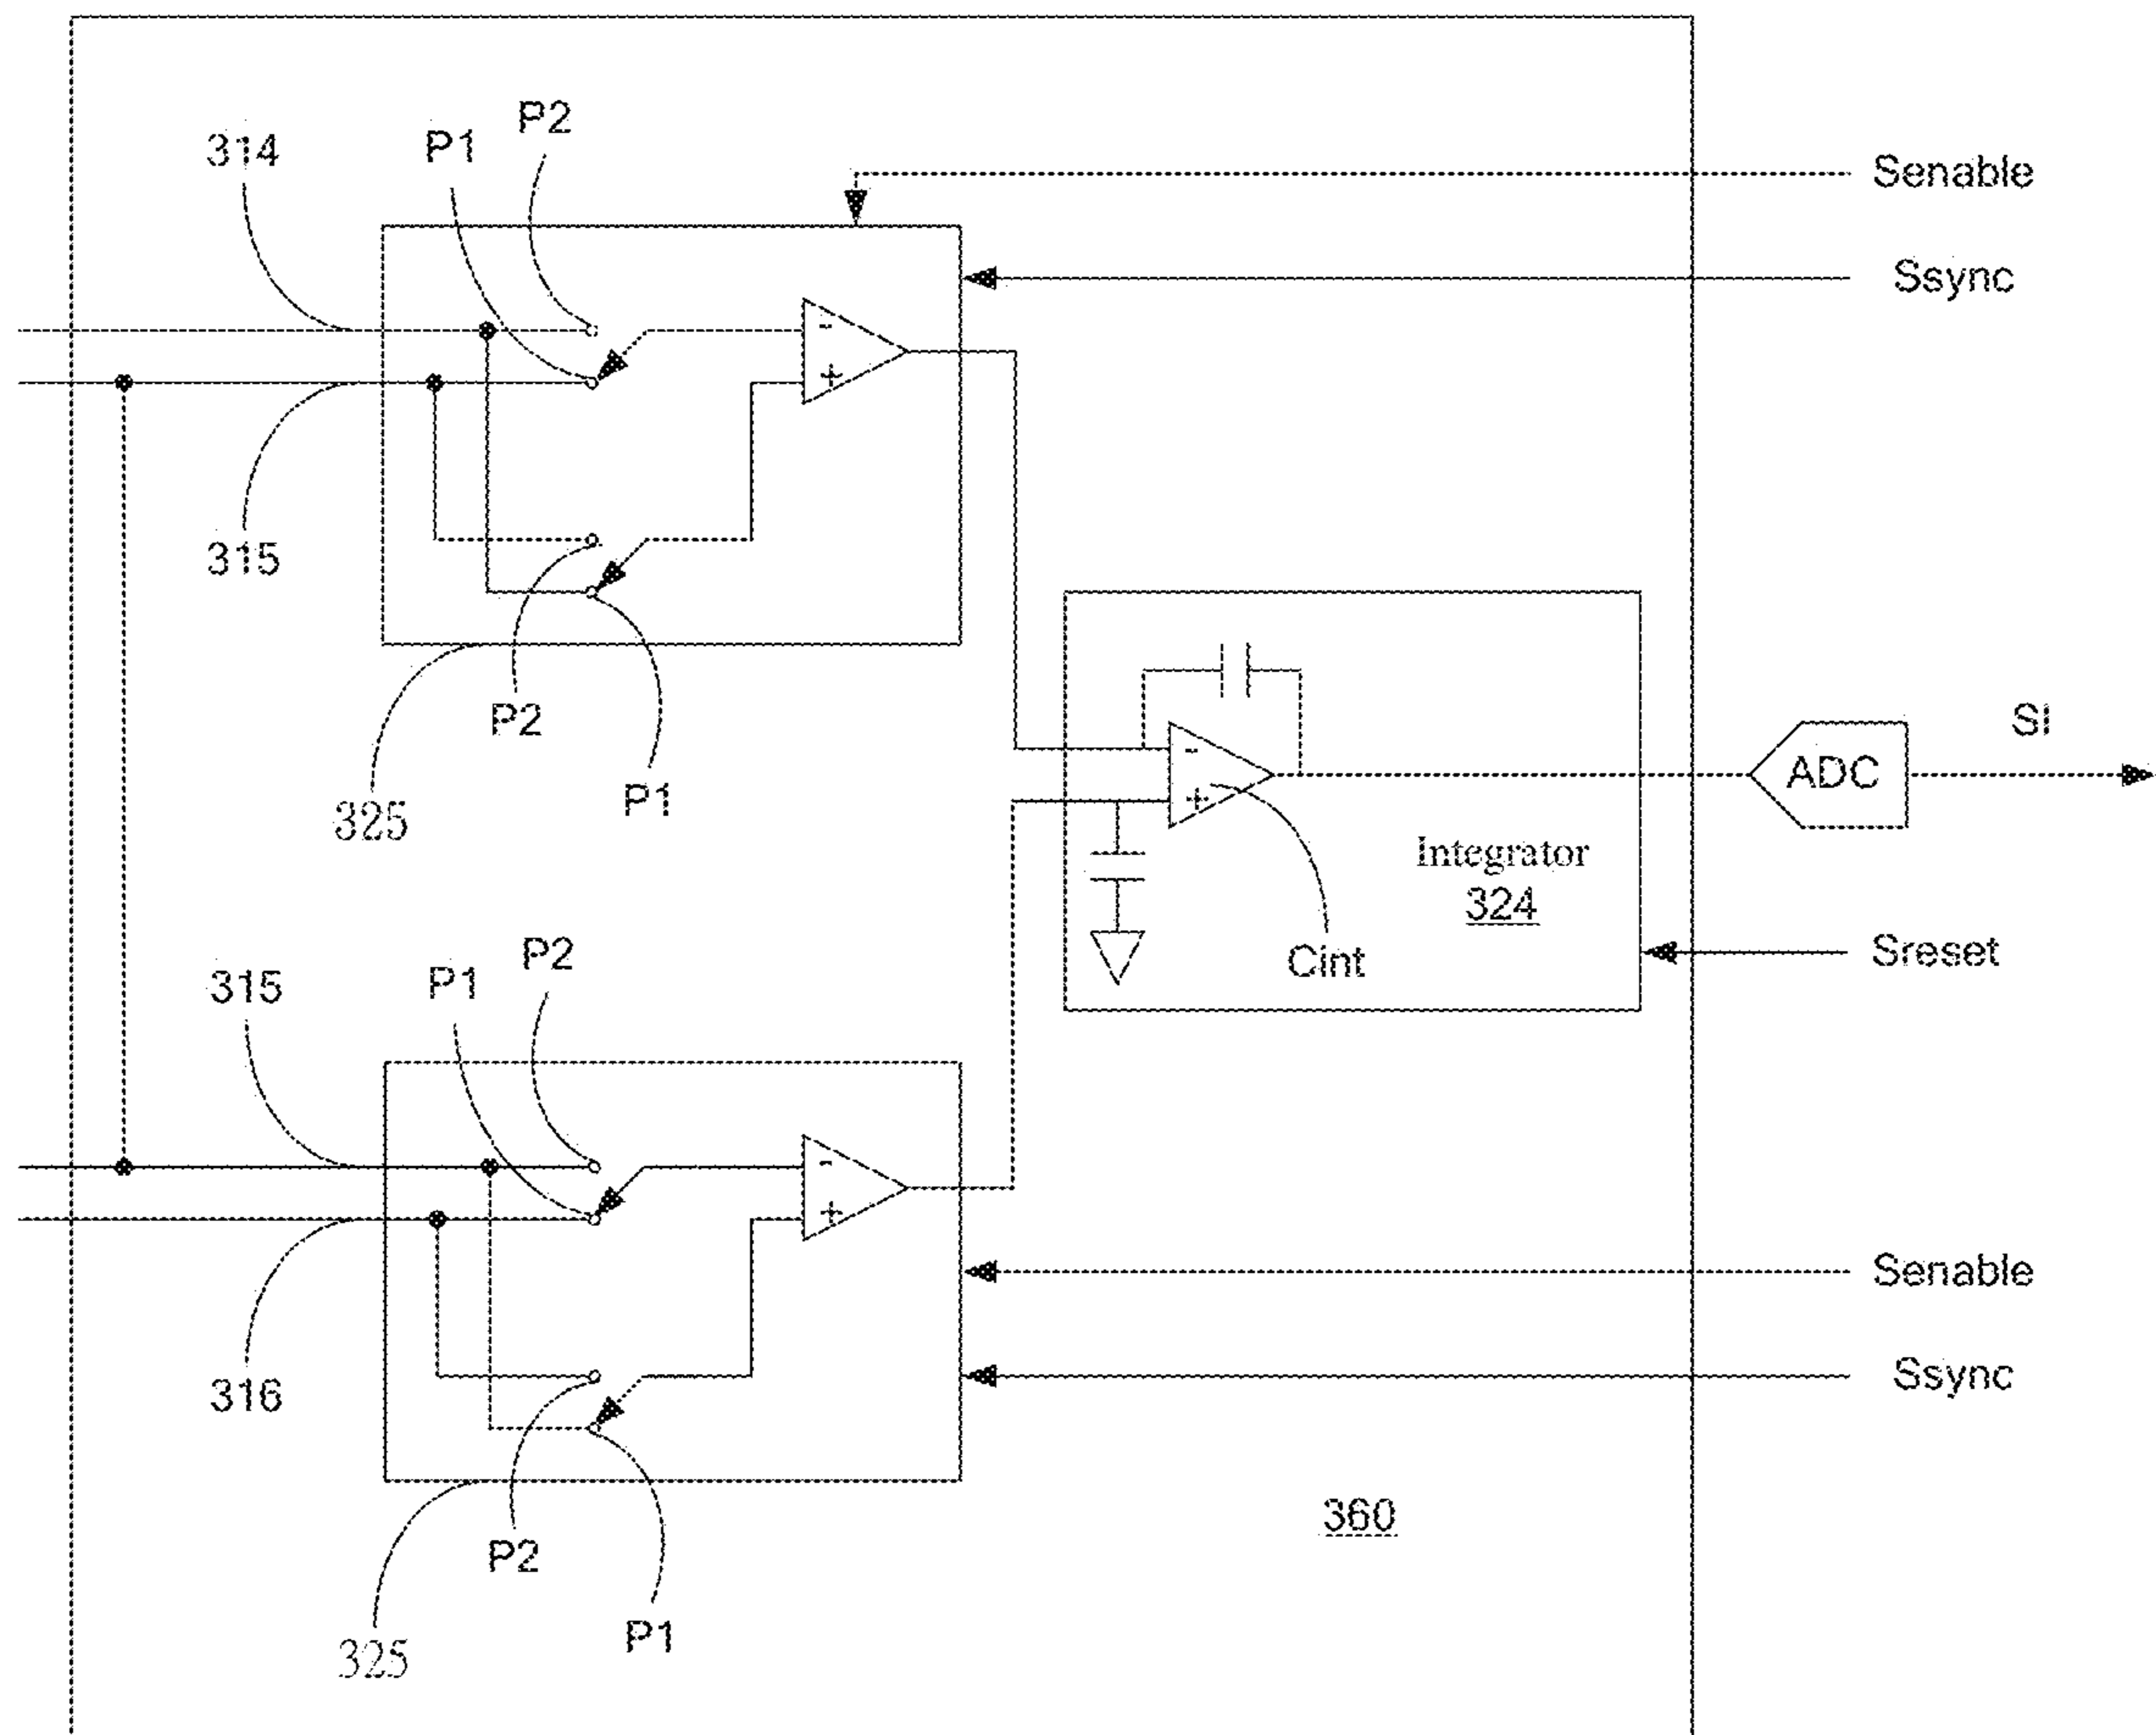 P2
P1
314
Senable
Ssync
-
+
315
P2
P1
325
SI
-
ADC
+
Integrator
324
Cint
Sreset
P2
P1
315
-
+
Senable
316
Ssync
360
P2
P1
325